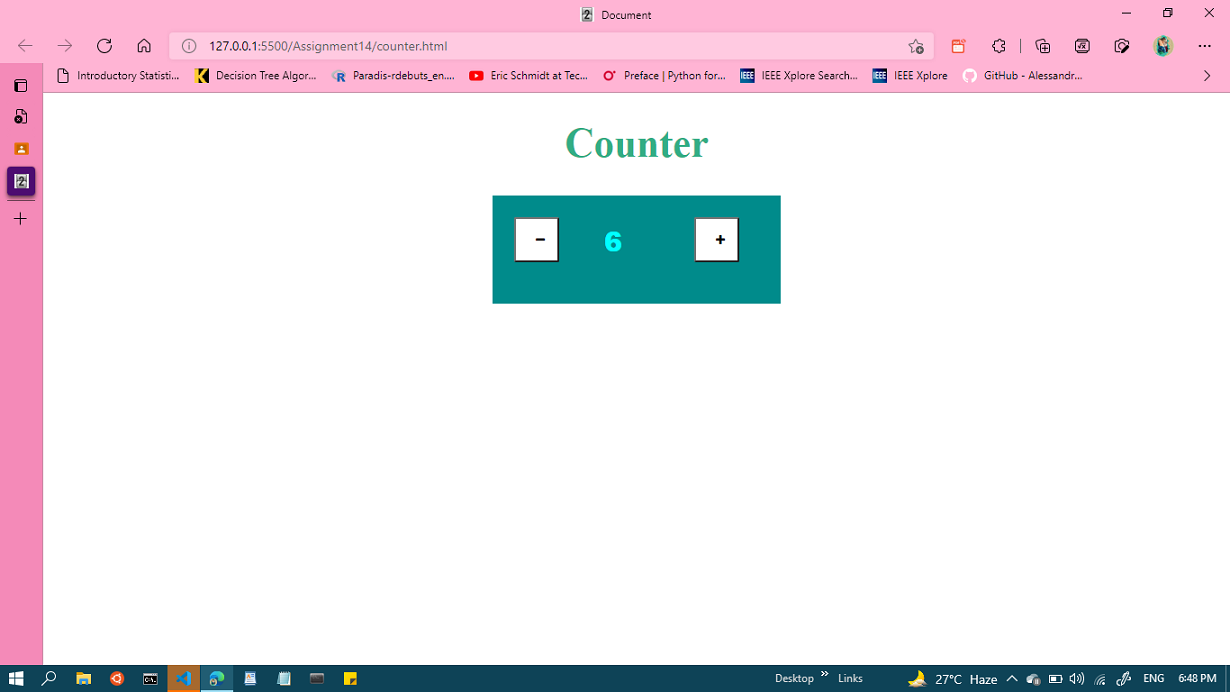 Document
127.0.0.1:5500/Assignment14/counter.html
Introductory Statisti... Decision Tree Algor... Paradis-rdebuts_en.... Eric Schmidt at Tec... Preface | Python for... IEEE Xplore Search... IEEE Xplore GitHub - Alessandr...
Counter
- 6 +
Desktop » Links 27°C Haze ENG 6:48 PM